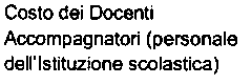 Costo dei Docenti
Accompagnatori (personale
dell'Istituzione scolastica)